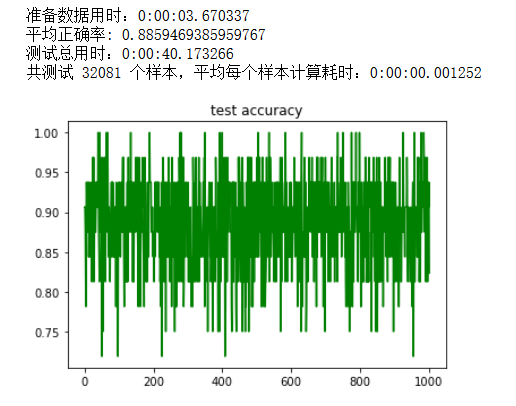 准备数据用时：0:00:03.670337
平均正确率: 0.8859469385959767
测试总用时：0:00:40.173266
共测试 32081 个样本，平均每个样本计算耗时：0:00:00.001252
test accuracy
1.00
0.95
0.90
0.85
0.80
0.75
0 200 400 600 800 1000